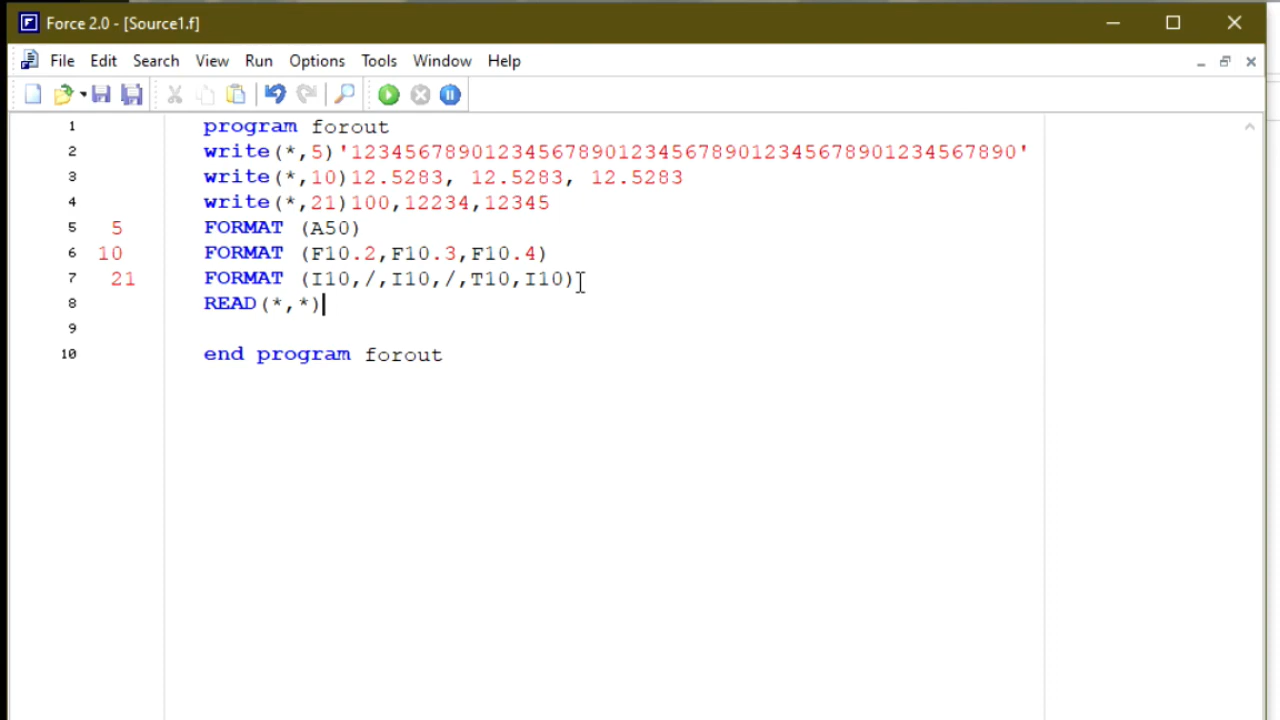 Force 2.0 - [Source1.f]
File Edit Search View Run Options Tools Window Help
1 program forout
2 write(*,5)'12345678901234567890123456789012345678901234567890'
3 write(*,10)12.5283, 12.5283, 12.5283
4 write(*,21)100,12234,12345
5 5 FORMAT (A50)
6 10 FORMAT (F10.2,F10.3,F10.4)
7 21 FORMAT (I10,/,I10,/,T10,I10)
8 READ(*,*)
9
10 end program forout